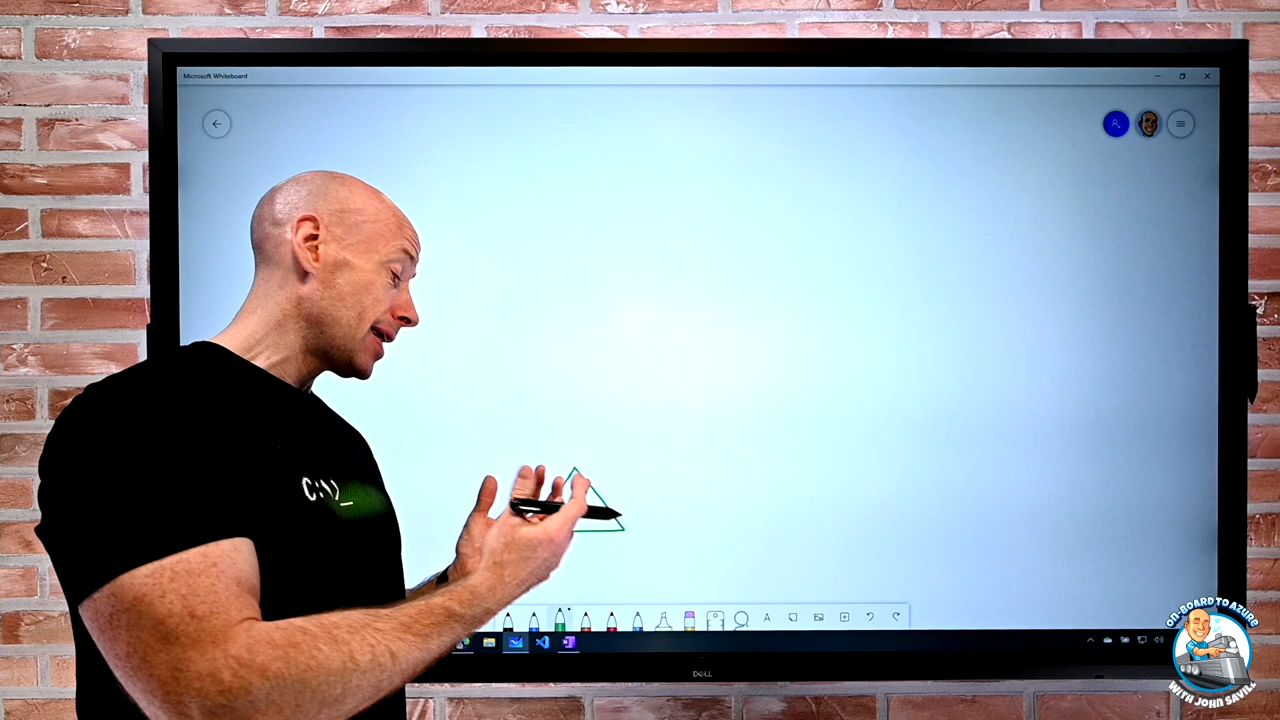 Microsoft Whiteboard
C:\>_
A
DELL
ON-BOARD TO AZURE
WITH JOHN SAVILL